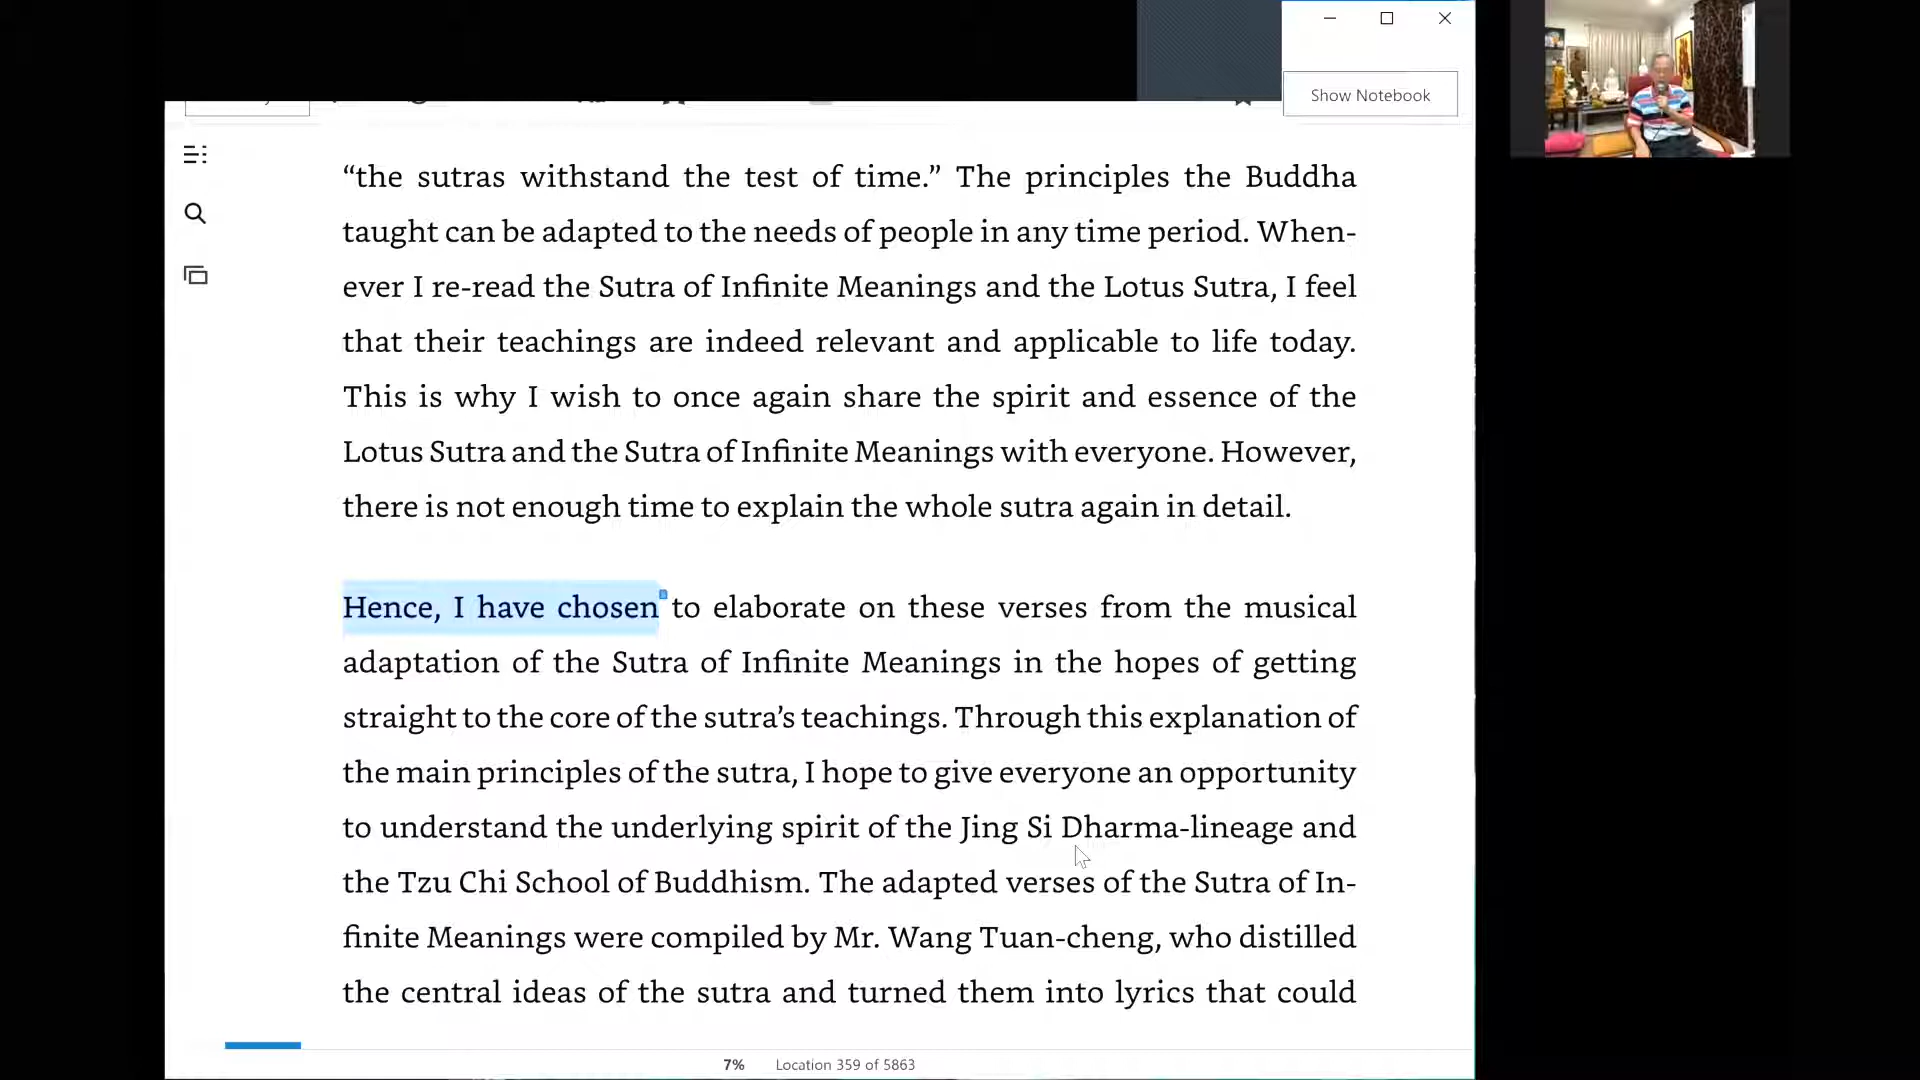 Show Notebook
“the sutras withstand the test of time.” The principles the Buddha
taught can be adapted to the needs of people in any time period. When-
ever I re-read the Sutra of Infinite Meanings and the Lotus Sutra, I feel
that their teachings are indeed relevant and applicable to life today.
This is why I wish to once again share the spirit and essence of the
Lotus Sutra and the Sutra of Infinite Meanings with everyone. However,
there is not enough time to explain the whole sutra again in detail.
Hence, I have chosen to elaborate on these verses from the musical
adaptation of the Sutra of Infinite Meanings in the hopes of getting
straight to the core of the sutra’s teachings. Through this explanation of
the main principles of the sutra, I hope to give everyone an opportunity
to understand the underlying spirit of the Jing Si Dharma-lineage and
the Tzu Chi School of Buddhism. The adapted verses of the Sutra of In-
finite Meanings were compiled by Mr. Wang Tuan-cheng, who distilled
the central ideas of the sutra and turned them into lyrics that could
7% Location 359 of 5863